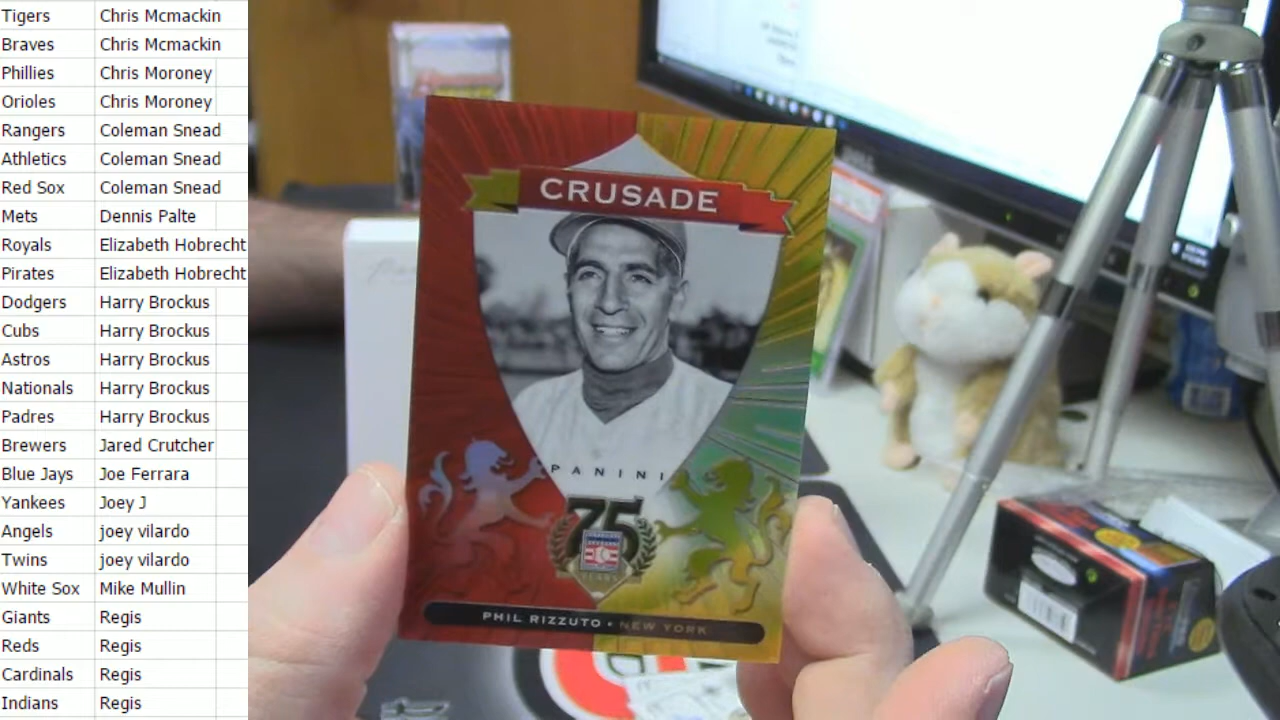 Tigers Chris Mcmackin
Braves Chris Mcmackin
Phillies Chris Moroney
Orioles Chris Moroney
Rangers Coleman Snead
Athletics Coleman Snead
Red Sox Coleman Snead
Mets Dennis Palte
Royals Elizabeth Hobrecht
Pirates Elizabeth Hobrecht
Dodgers Harry Brockus
Cubs Harry Brockus
Astros Harry Brockus
Nationals Harry Brockus
Padres Harry Brockus
Brewers Jared Crutcher
Blue Jays Joe Ferrara
Yankees Joey J
Angels joey vilardo
Twins joey vilardo
White Sox Mike Mullin
Giants Regis
Reds Regis
Cardinals Regis
Indians Regis
CRUSADE
PANINI
75
YEARS
PHIL RIZZUTO • NEW YORK